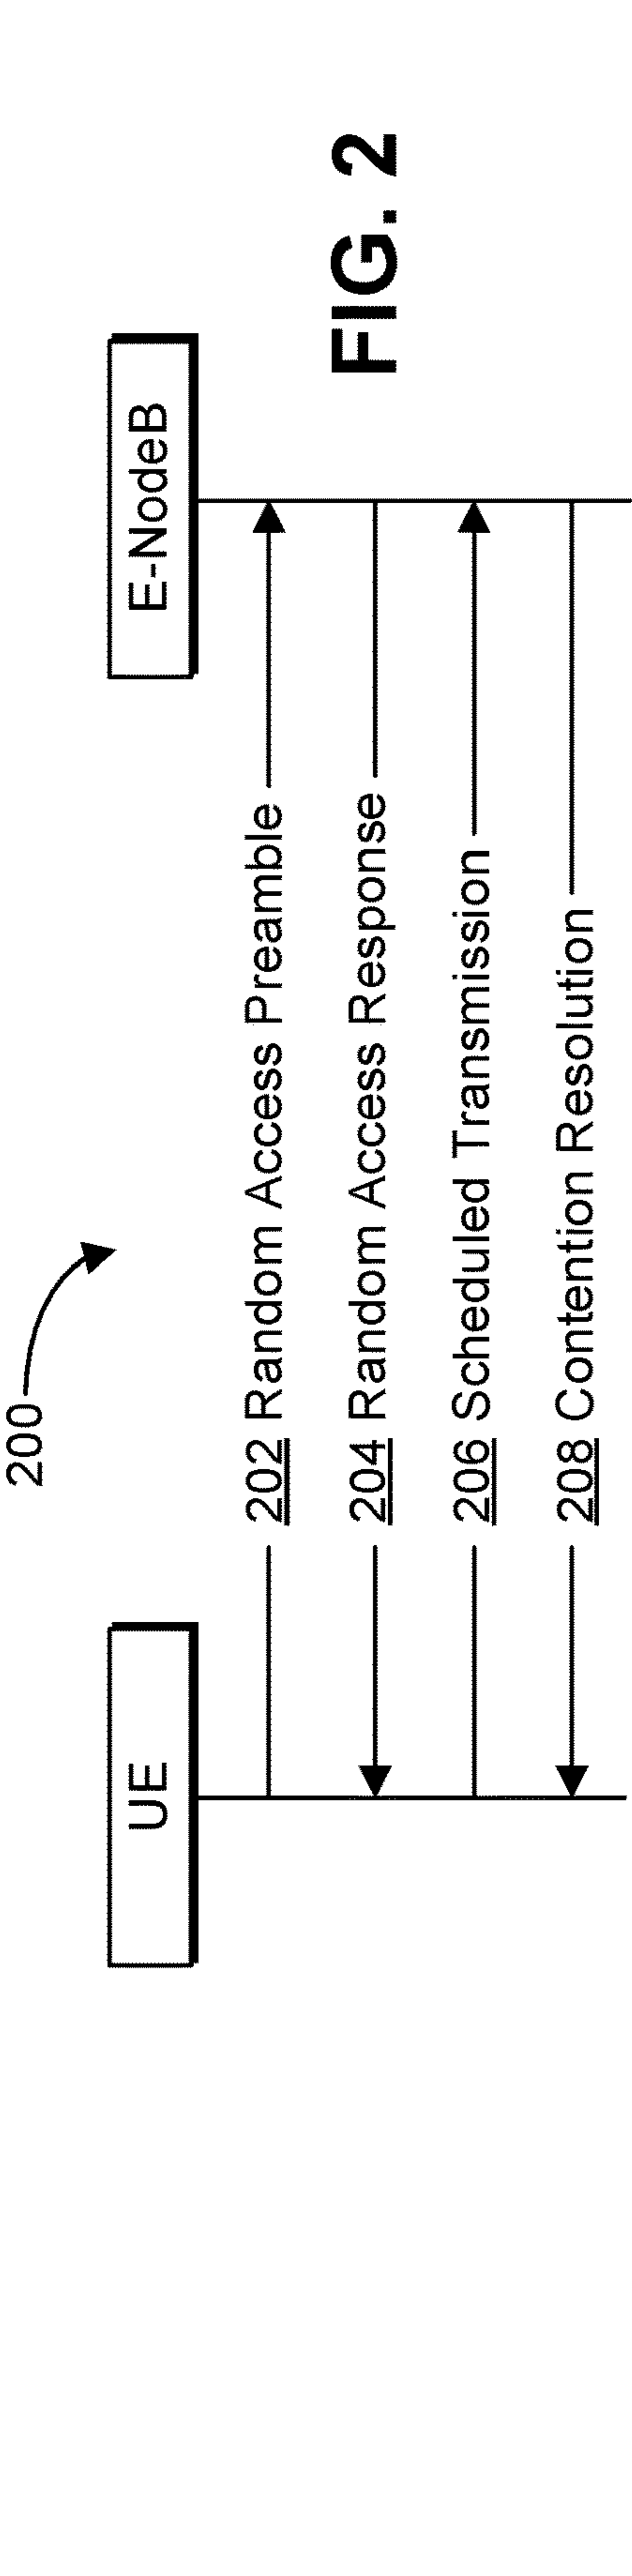 200
UE
E-NodeB
202 Random Access Preamble
204 Random Access Response
206 Scheduled Transmission
208 Contention Resolution
FIG. 2